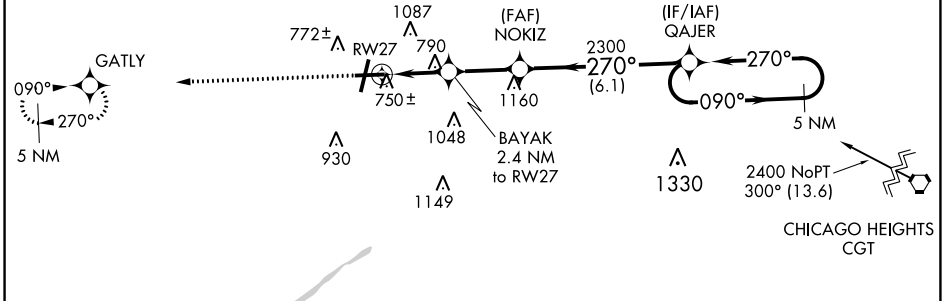 1087
772±
790
RW27
(FAF)
NOKIZ
(IF/IAF)
QAJER
GATLY
2300
270°
(6.1)
270°
090°
090°
270°
750±
1160
5 NM
5 NM
930
1048
BAYAK
2.4 NM
to RW27
1149
1330
2400 NoPT
300° (13.6)
CHICAGO HEIGHTS
CGT